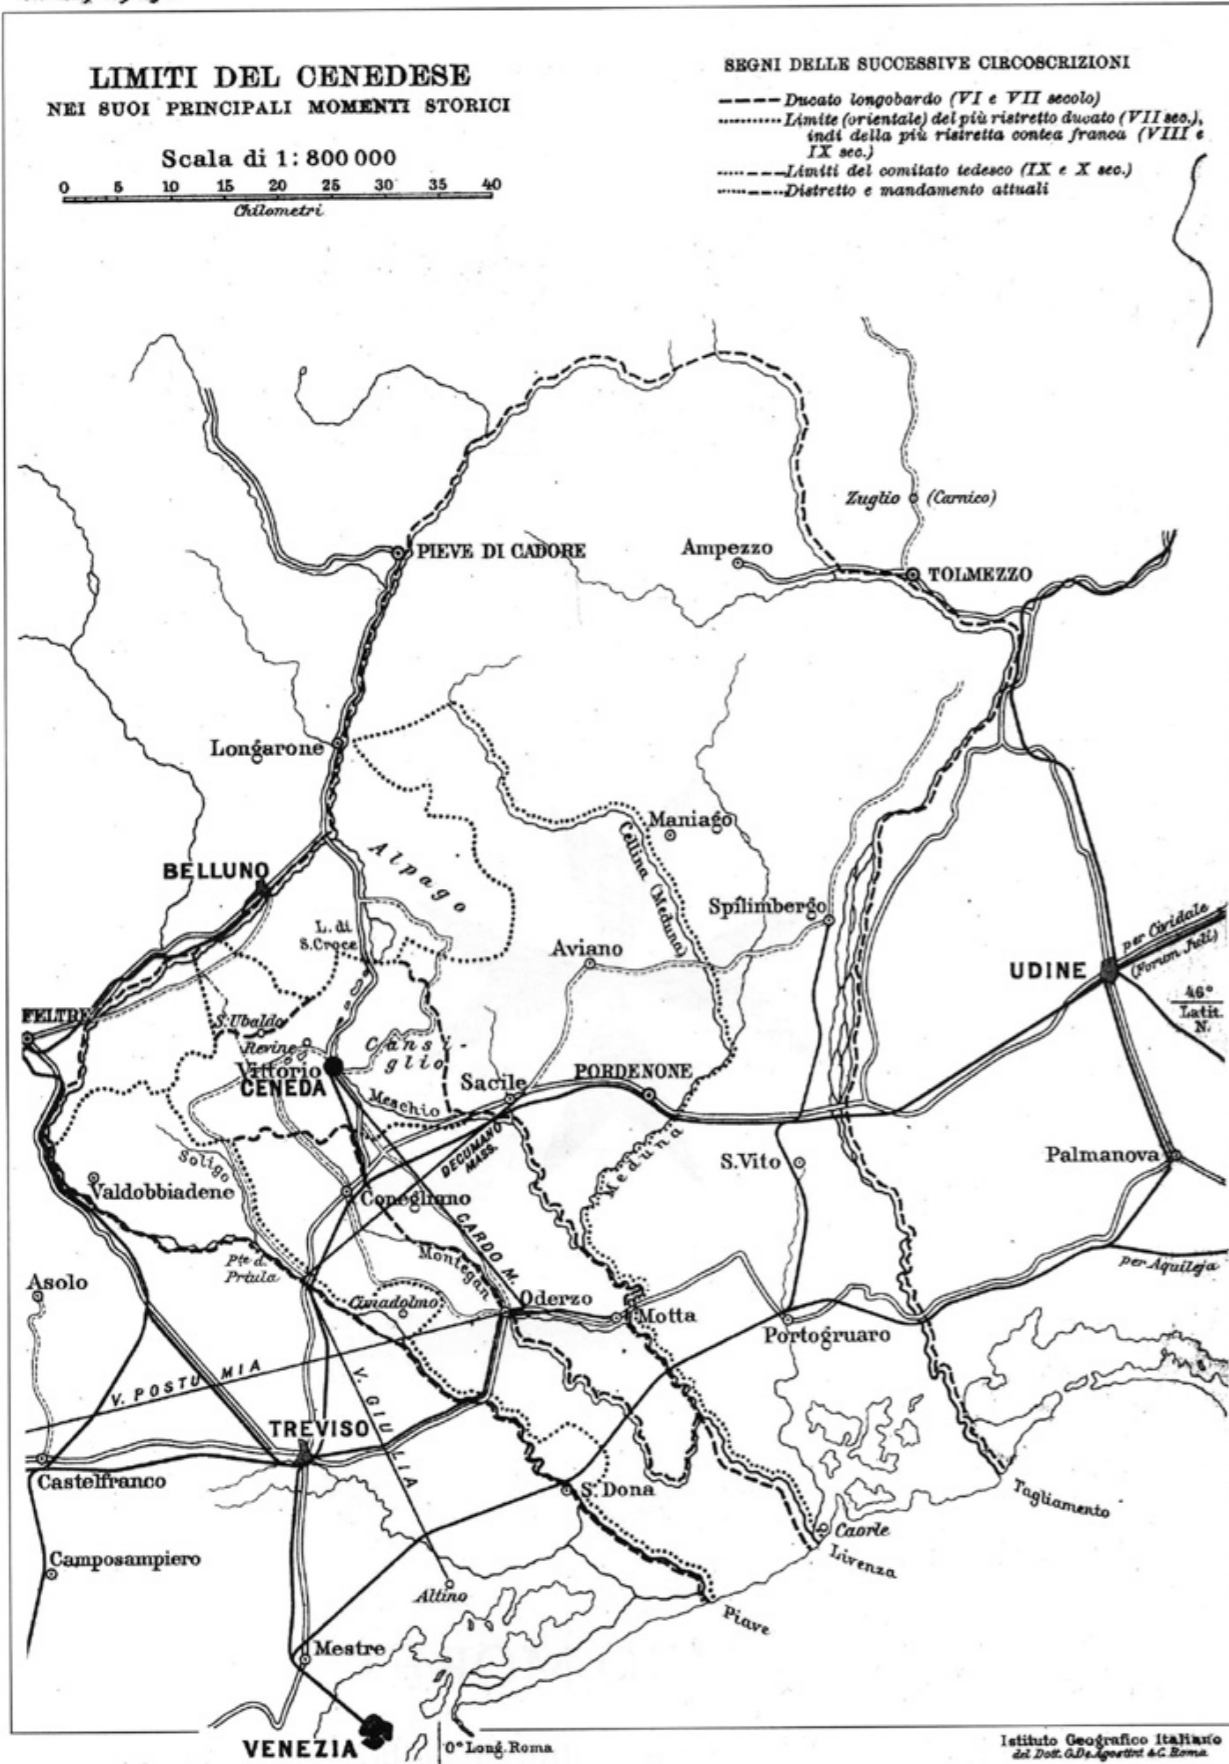 LIMITI DEL CENEDESE
NEI SUOI PRINCIPALI MOMENTI STORICI
Scala di 1:800 000
0 5 10 15 20 25 30 35 40
Chilometri
SEGNI DELLE SUCCESSIVE CIRCOSCRIZIONI
Ducato longobardo (VI e VII secolo)
Limite (orientale) del più ristretto ducato (VII sec.),
indi della più ristretta contea franca (VIII e
IX sec.)
Limiti del comitato tedesco (IX e X sec.)
Distretto e mandamento attuali
Zuglio (Carnico)
PIEVE DI CADORE
Ampezzo
TOLMEZZO
Longarone
Maniago
Cellina (Meduna)
Alpago
BELLUNO
Spilimbergo
L. di
S. Croce
Aviano
per Cividale
(Forum Julii)
UDINE
46°
Latit.
N.
FELTRE
S. Ubaldo
Revine
Cansi-
glio
Vittorio
CENEDA
Meschio
Sacile
PORDENONE
DECUMANO
MASS.
Meduna
S. Vito
Palmanova
Soligo
Valdobbiadene
Conegliano
CARDO M.
Montegan
Pte d.
Priula
per Aquileja
Asolo
Cimadolmo
Oderzo
Motta
Portogruaro
V. POSTUMIA
V. GIULIA
TREVISO
Castelfranco
S. Dona
Tagliamento
Caorle
Livenza
Camposampiero
Altino
Piave
Mestre
VENEZIA
0° Long. Roma
Istituto Geografico Italiano
del Dott. G. De Agostini & C. Roma